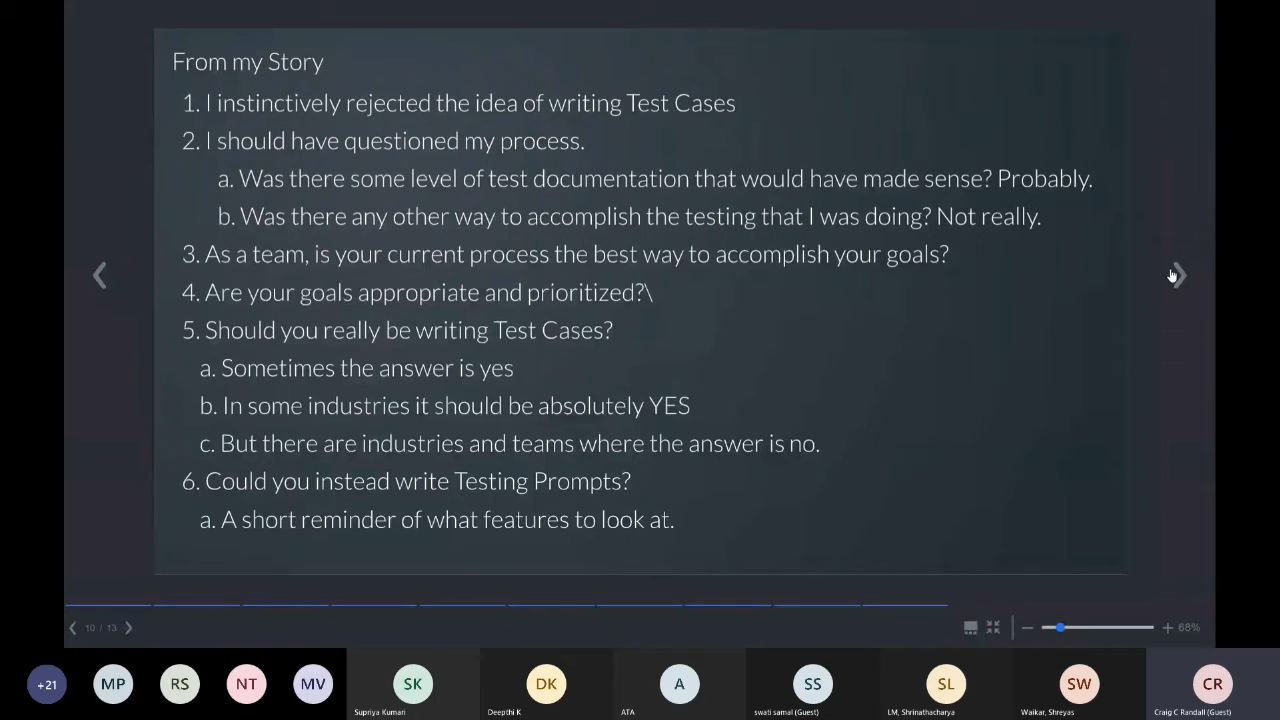 From my Story
1. I instinctively rejected the idea of writing Test Cases
2. I should have questioned my process.
a. Was there some level of test documentation that would have made sense? Probably.
b. Was there any other way to accomplish the testing that I was doing? Not really.
3. As a team, is your current process the best way to accomplish your goals?
4. Are your goals appropriate and prioritized?\
5. Should you really be writing Test Cases?
a. Sometimes the answer is yes
b. In some industries it should be absolutely YES
c. But there are industries and teams where the answer is no.
6. Could you instead write Testing Prompts?
a. A short reminder of what features to look at.
10 / 13
68%
+21 MP RS NT MV SK DK A SS SL SW CR
Supriya Kumari Deepthi K ATA swati samal (Guest) LM, Shrinathacharya Waikar, Shreyas Craig C Randall (Guest)